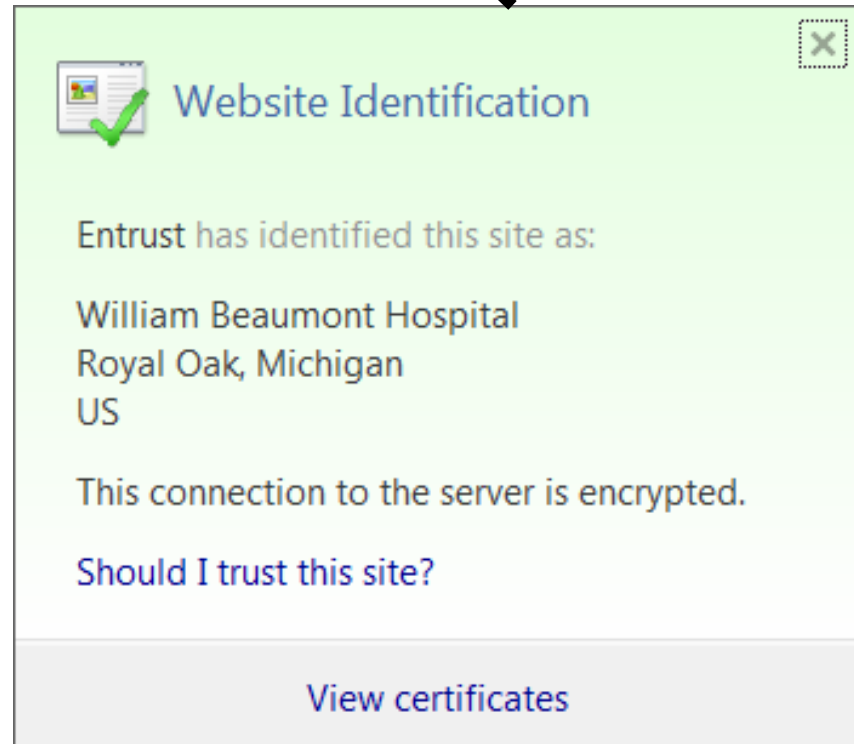 Website Identification
Entrust has identified this site as:
William Beaumont Hospital
Royal Oak, Michigan
US
This connection to the server is encrypted.
Should I trust this site?
View certificates